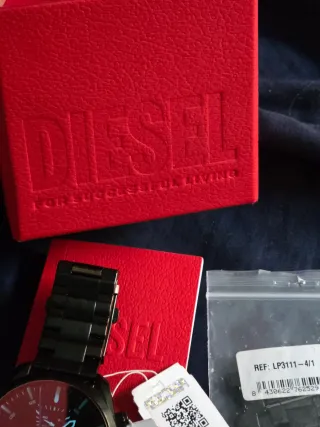 DIESEL
FOR SUCCESSFUL LIVING
DIESEL
REF: LP3111-4/1